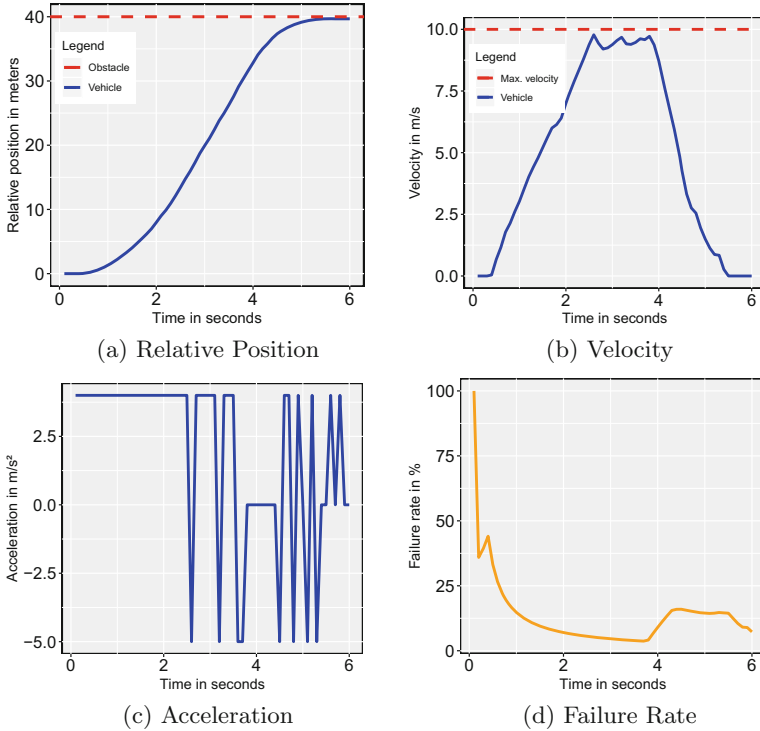 40
30
20
10
0
Relative position in meters
Legend
Obstacle
Vehicle
0
2
4
6
Time in seconds
(a) Relative Position
10.0
7.5
5.0
2.5
0.0
Velocity in m/s
Legend
Max. velocity
Vehicle
0
2
4
6
Time in seconds
(b) Velocity
2.5
0.0
−2.5
−5.0
Acceleration in m/s²
0
2
4
6
Time in seconds
(c) Acceleration
100
75
50
25
0
Failure rate in %
0
2
4
6
Time in seconds
(d) Failure Rate